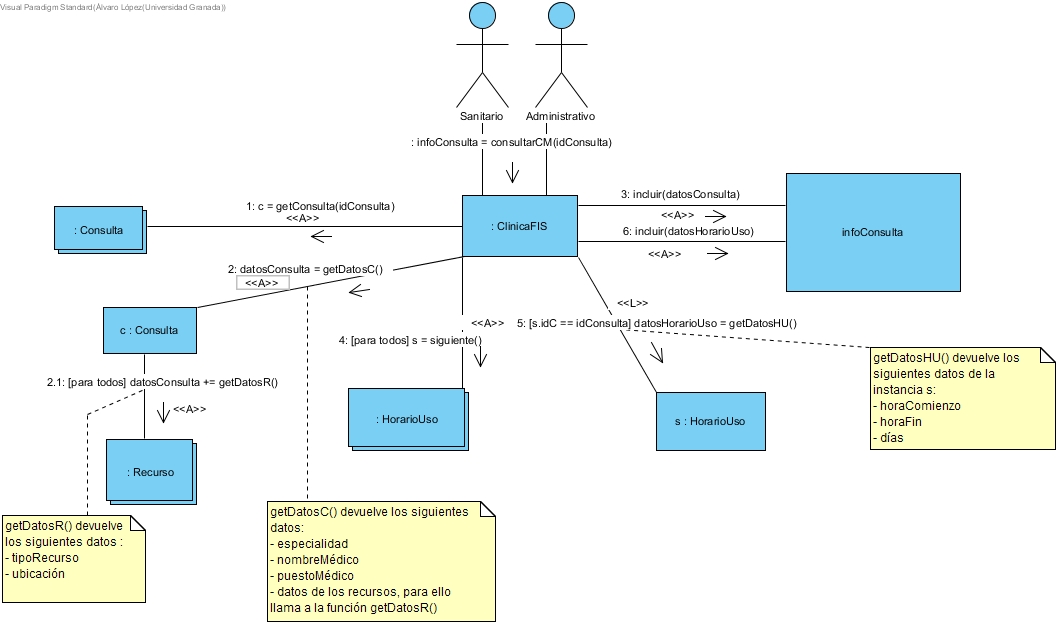 Visual Paradigm Standard(Álvaro López(Universidad Granada))
Sanitario
Administrativo
: infoConsulta = consultarCM(idConsulta)
3: incluir(datosConsulta)
<<A>>
6: incluir(datosHorarioUso)
<<A>>
1: c = getConsulta(idConsulta)
<<A>>
: Consulta
: ClinicaFIS
infoConsulta
2: datosConsulta = getDatosC()
<<A>>
<<L>>
<<A>>
5: [s.idC == idConsulta] datosHorarioUso = getDatosHU()
c : Consulta
4: [para todos] s = siguiente()
getDatosHU() devuelve los
siguientes datos de la
instancia s:
- horaComienzo
- horaFin
- días
2.1: [para todos] datosConsulta += getDatosR()
<<A>>
: HorarioUso
s : HorarioUso
: Recurso
getDatosR() devuelve
los siguientes datos :
- tipoRecurso
- ubicación
getDatosC() devuelve los siguientes
datos:
- especialidad
- nombreMédico
- puestoMédico
- datos de los recursos, para ello
llama a la función getDatosR()